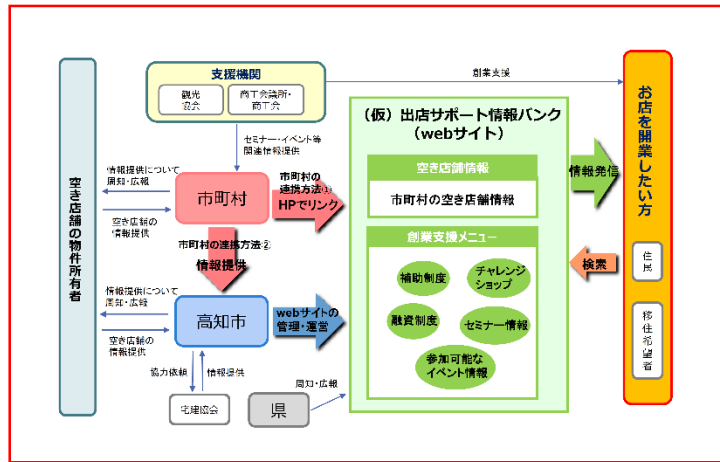 支援機関
観光
協会
商工会議所・
商工会
創業支援
セミナー・イベント等
関連情報提供
空き店舗の物件所有者
情報提供について
周知・広報
空き店舗の
情報提供
市町村
市町村の
連携方法①
HPでリンク
市町村の連携方法②
情報提供
情報提供について
周知・広報
空き店舗の
情報提供
高知市
webサイトの
管理・運営
協力依頼
情報提供
宅建協会
県
周知・広報
（仮）出店サポート情報バンク
（webサイト）
空き店舗情報
市町村の空き店舗情報
創業支援メニュー
補助制度
チャレンジ
ショップ
融資制度
セミナー情報
参加可能な
イベント情報
情報発信
検索
お店を開業したい方
住民
移住希望者